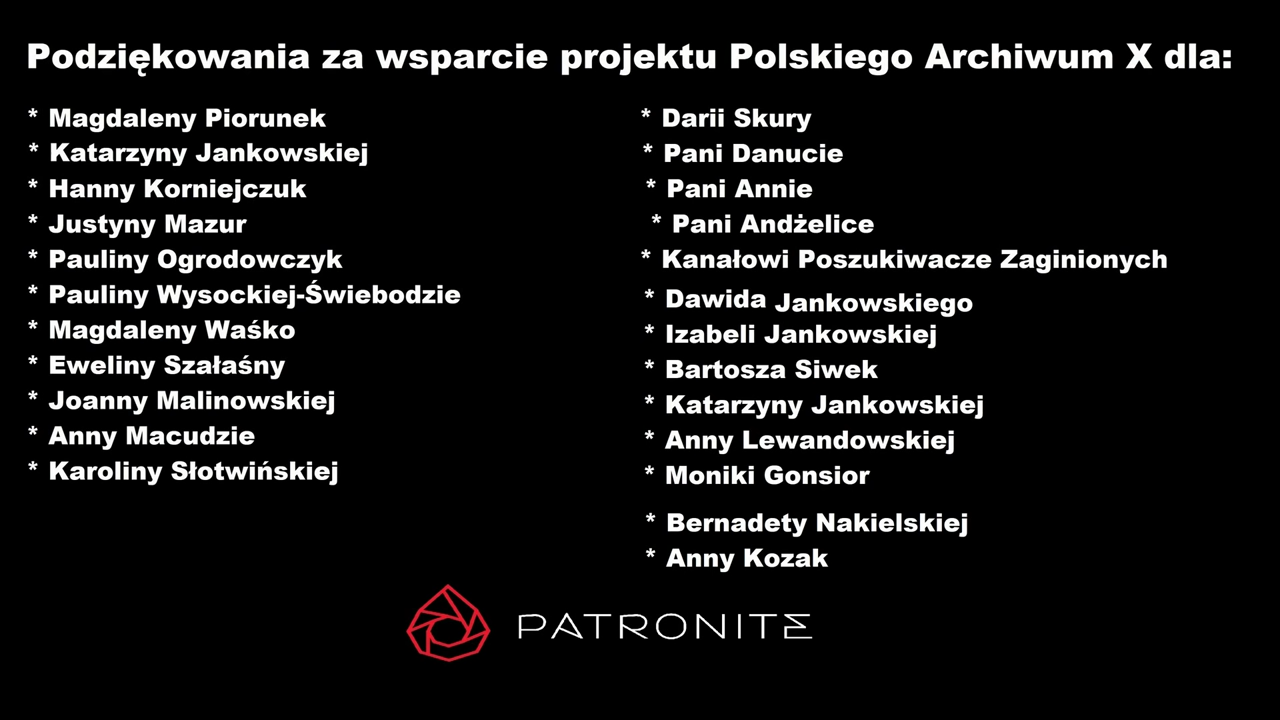 Podziękowania za wsparcie projektu Polskiego Archiwum X dla:
* Magdaleny Piorunek
* Katarzyny Jankowskiej
* Hanny Korniejczuk
* Justyny Mazur
* Pauliny Ogrodowczyk
* Pauliny Wysockiej-Świebodzie
* Magdaleny Waśko
* Eweliny Szałaśny
* Joanny Malinowskiej
* Anny Macudzie
* Karoliny Słotwińskiej
* Darii Skury
* Pani Danucie
* Pani Annie
* Pani Andżelice
* Kanałowi Poszukiwacze Zaginionych
* Dawida Jankowskiego
* Izabeli Jankowskiej
* Bartosza Siwek
* Katarzyny Jankowskiej
* Anny Lewandowskiej
* Moniki Gonsior
* Bernadety Nakielskiej
* Anny Kozak
PATRONITE